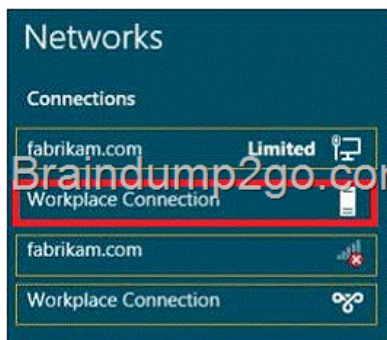 Networks
Connections
fabrikam.com Limited
Braindump2go.com
Workplace Connection
fabrikam.com
Workplace Connection